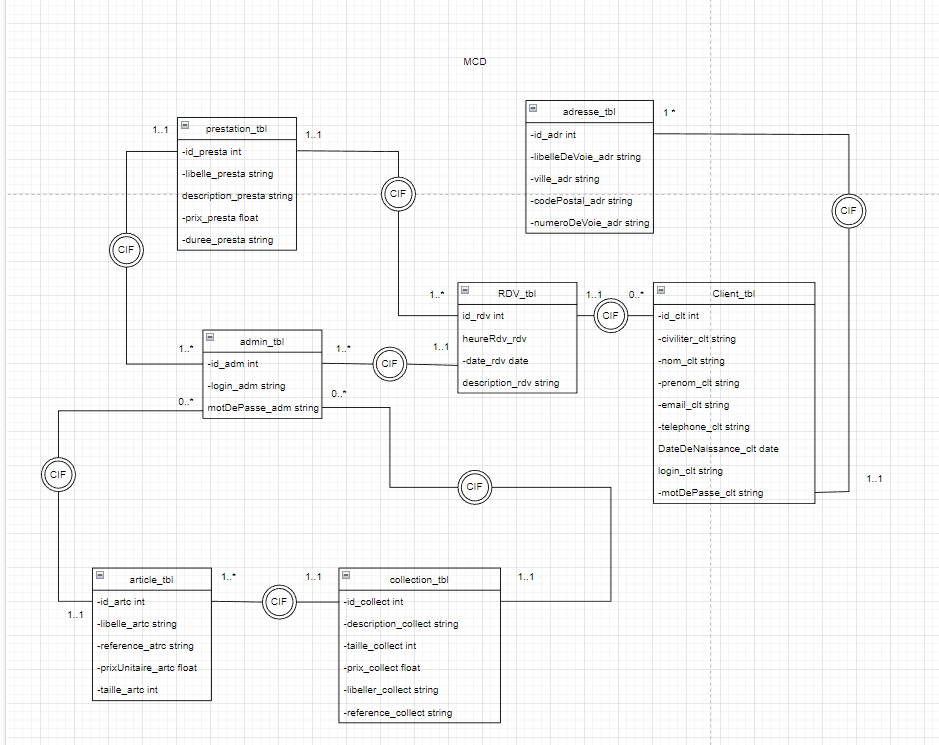 MCD
1..1
prestation_tbl
1..1
-id_presta int
-libelle_presta string
description_presta string
-prix_presta float
-duree_presta string
adresse_tbl
1 *
-id_adr int
-libelleDeVoie_adr string
-ville_adr string
-codePostal_adr string
-numeroDeVoie_adr string
CIF
CIF
CIF
1..*
RDV_tbl
1..1
0..*
id_rdv int
heureRdv_rdv
-date_rdv date
description_rdv string
CIF
Client_tbl
-id_clt int
-civiliter_clt string
-nom_clt string
-prenom_clt string
-email_clt string
-telephone_clt string
DateDeNaissance_clt date
login_clt string
-motDePasse_clt string
1..1
1..*
admin_tbl
1..*
1..1
-id_adm int
-login_adm string
motDePasse_adm string
CIF
0..*
0..*
CIF
CIF
article_tbl
1..*
1..1
-id_artc int
-libelle_artc string
-reference_atrc string
-prixUnitaire_artc float
-taille_artc int
1..1
CIF
collection_tbl
1..1
-id_collect int
-description_collect string
-taille_collect int
-prix_collect float
-libeller_collect string
-reference_collect string